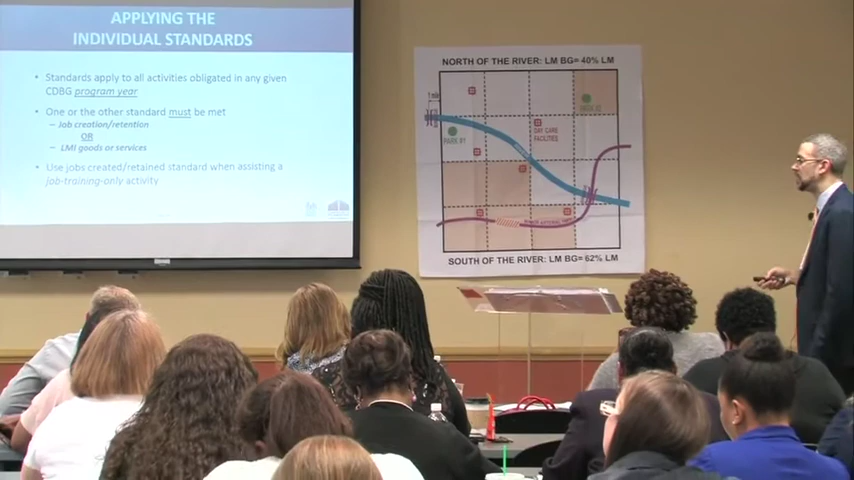 APPLYING THE
INDIVIDUAL STANDARDS
• Standards apply to all activities obligated in any given
CDBG program year
• One or the other standard must be met
– Job creation/retention
OR
– LMI goods or services
• Use jobs created/retained standard when assisting a
job-training-only activity
NORTH OF THE RIVER: LM BG= 40% LM
1 mile
PARK #1
DAY CARE
FACILITIES
SOUTH OF THE RIVER: LM BG= 62% LM